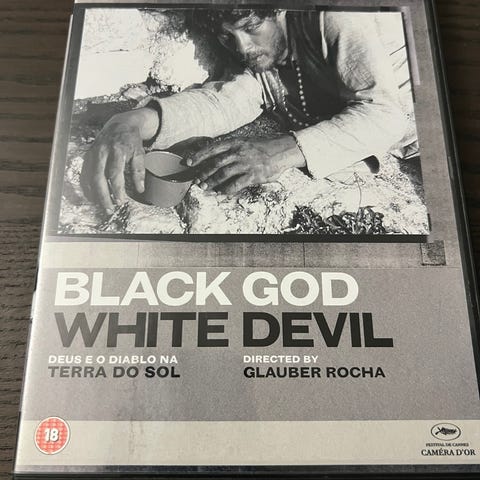 BLACK GOD
WHITE DEVIL
DEUS E O DIABLO NA
TERRA DO SOL
DIRECTED BY
GLAUBER ROCHA
18
FESTIVAL DE CANNES
CAMÉRA D'OR